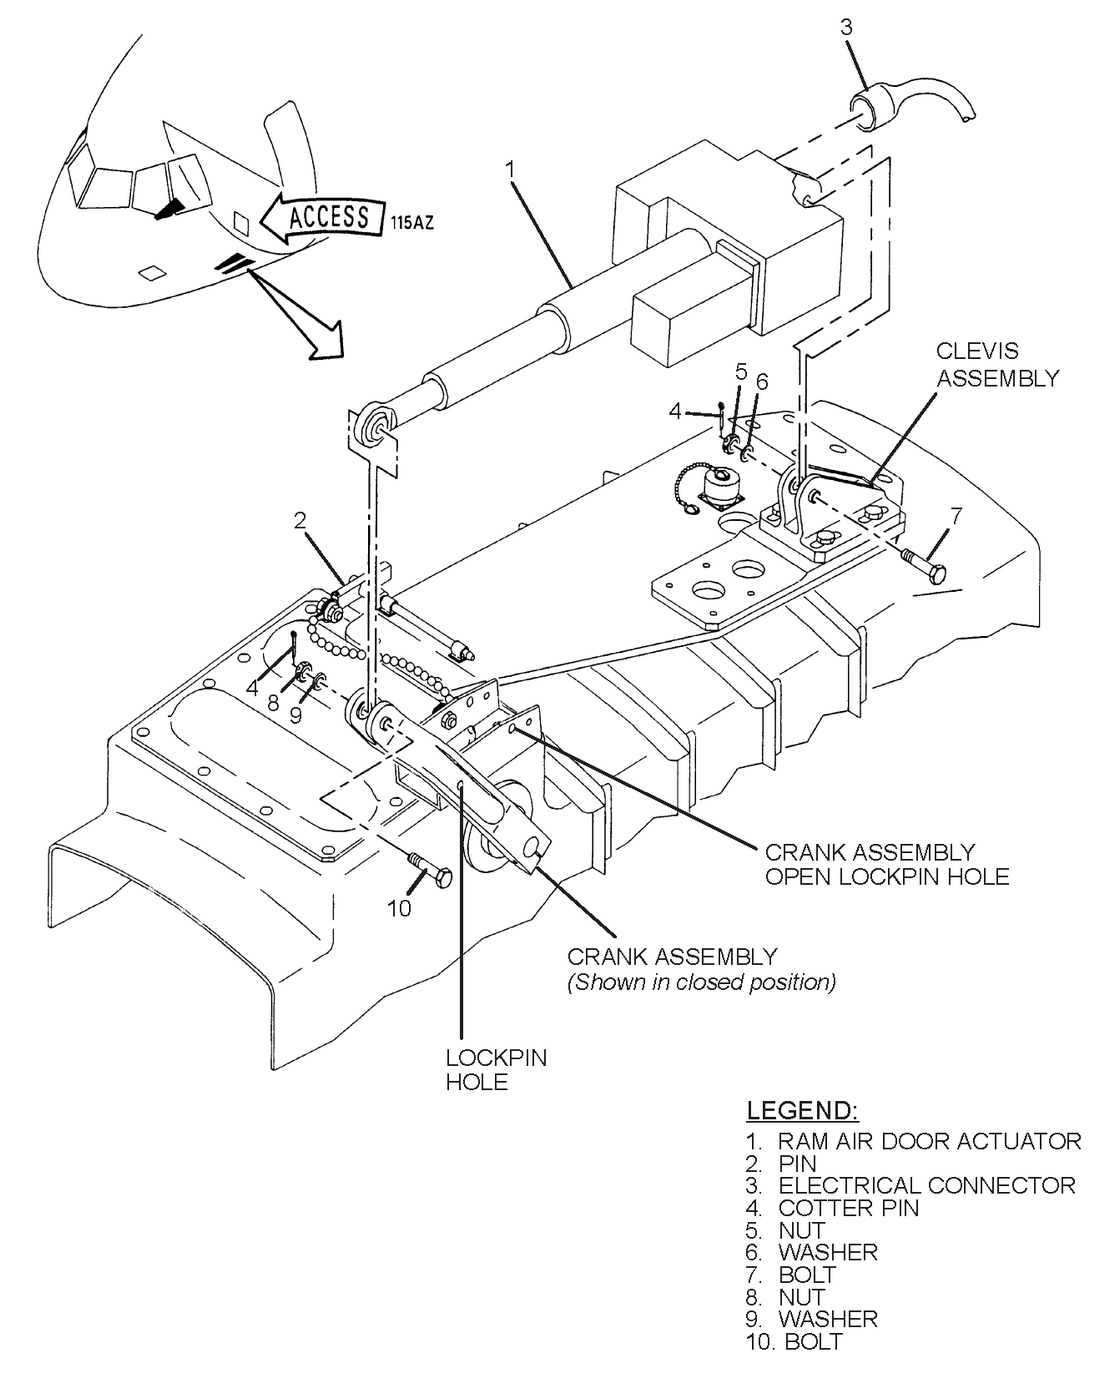 3
1
ACCESS
115AZ
CLEVIS
ASSEMBLY
5
6
4
7
2
4
8
9
CRANK ASSEMBLY
OPEN LOCKPIN HOLE
10
CRANK ASSEMBLY
(Shown in closed position)
LOCKPIN
HOLE
LEGEND:
1. RAM AIR DOOR ACTUATOR
2. PIN
3. ELECTRICAL CONNECTOR
4. COTTER PIN
5. NUT
6. WASHER
7. BOLT
8. NUT
9. WASHER
10. BOLT